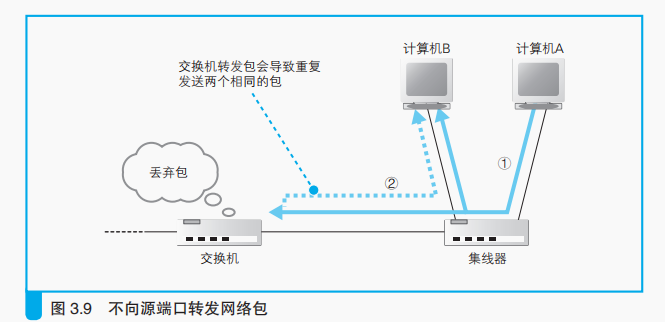 计算机B
计算机A
交换机转发包会导致重复
发送两个相同的包
①
丢弃包
②
交换机
集线器
图 3.9 不向源端口转发网络包